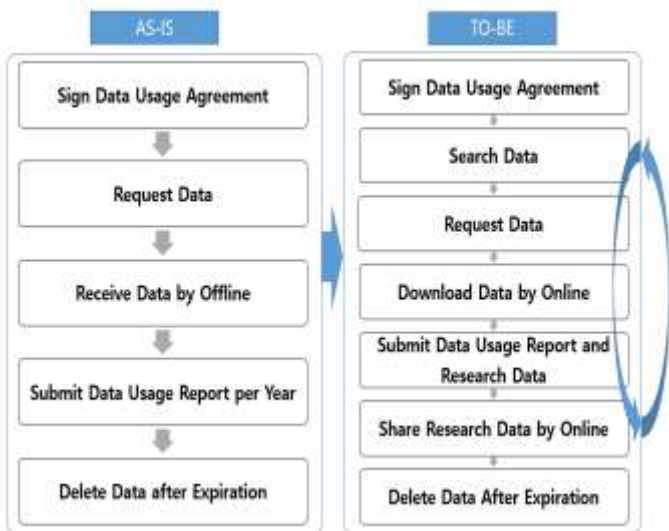 AS-IS
Sign Data Usage Agreement
Request Data
Receive Data by Offline
Submit Data Usage Report per Year
Delete Data after Expiration
TO-BE
Sign Data Usage Agreement
Search Data
Request Data
Download Data by Online
Submit Data Usage Report and
Research Data
Share Research Data by Online
Delete Data After Expiration